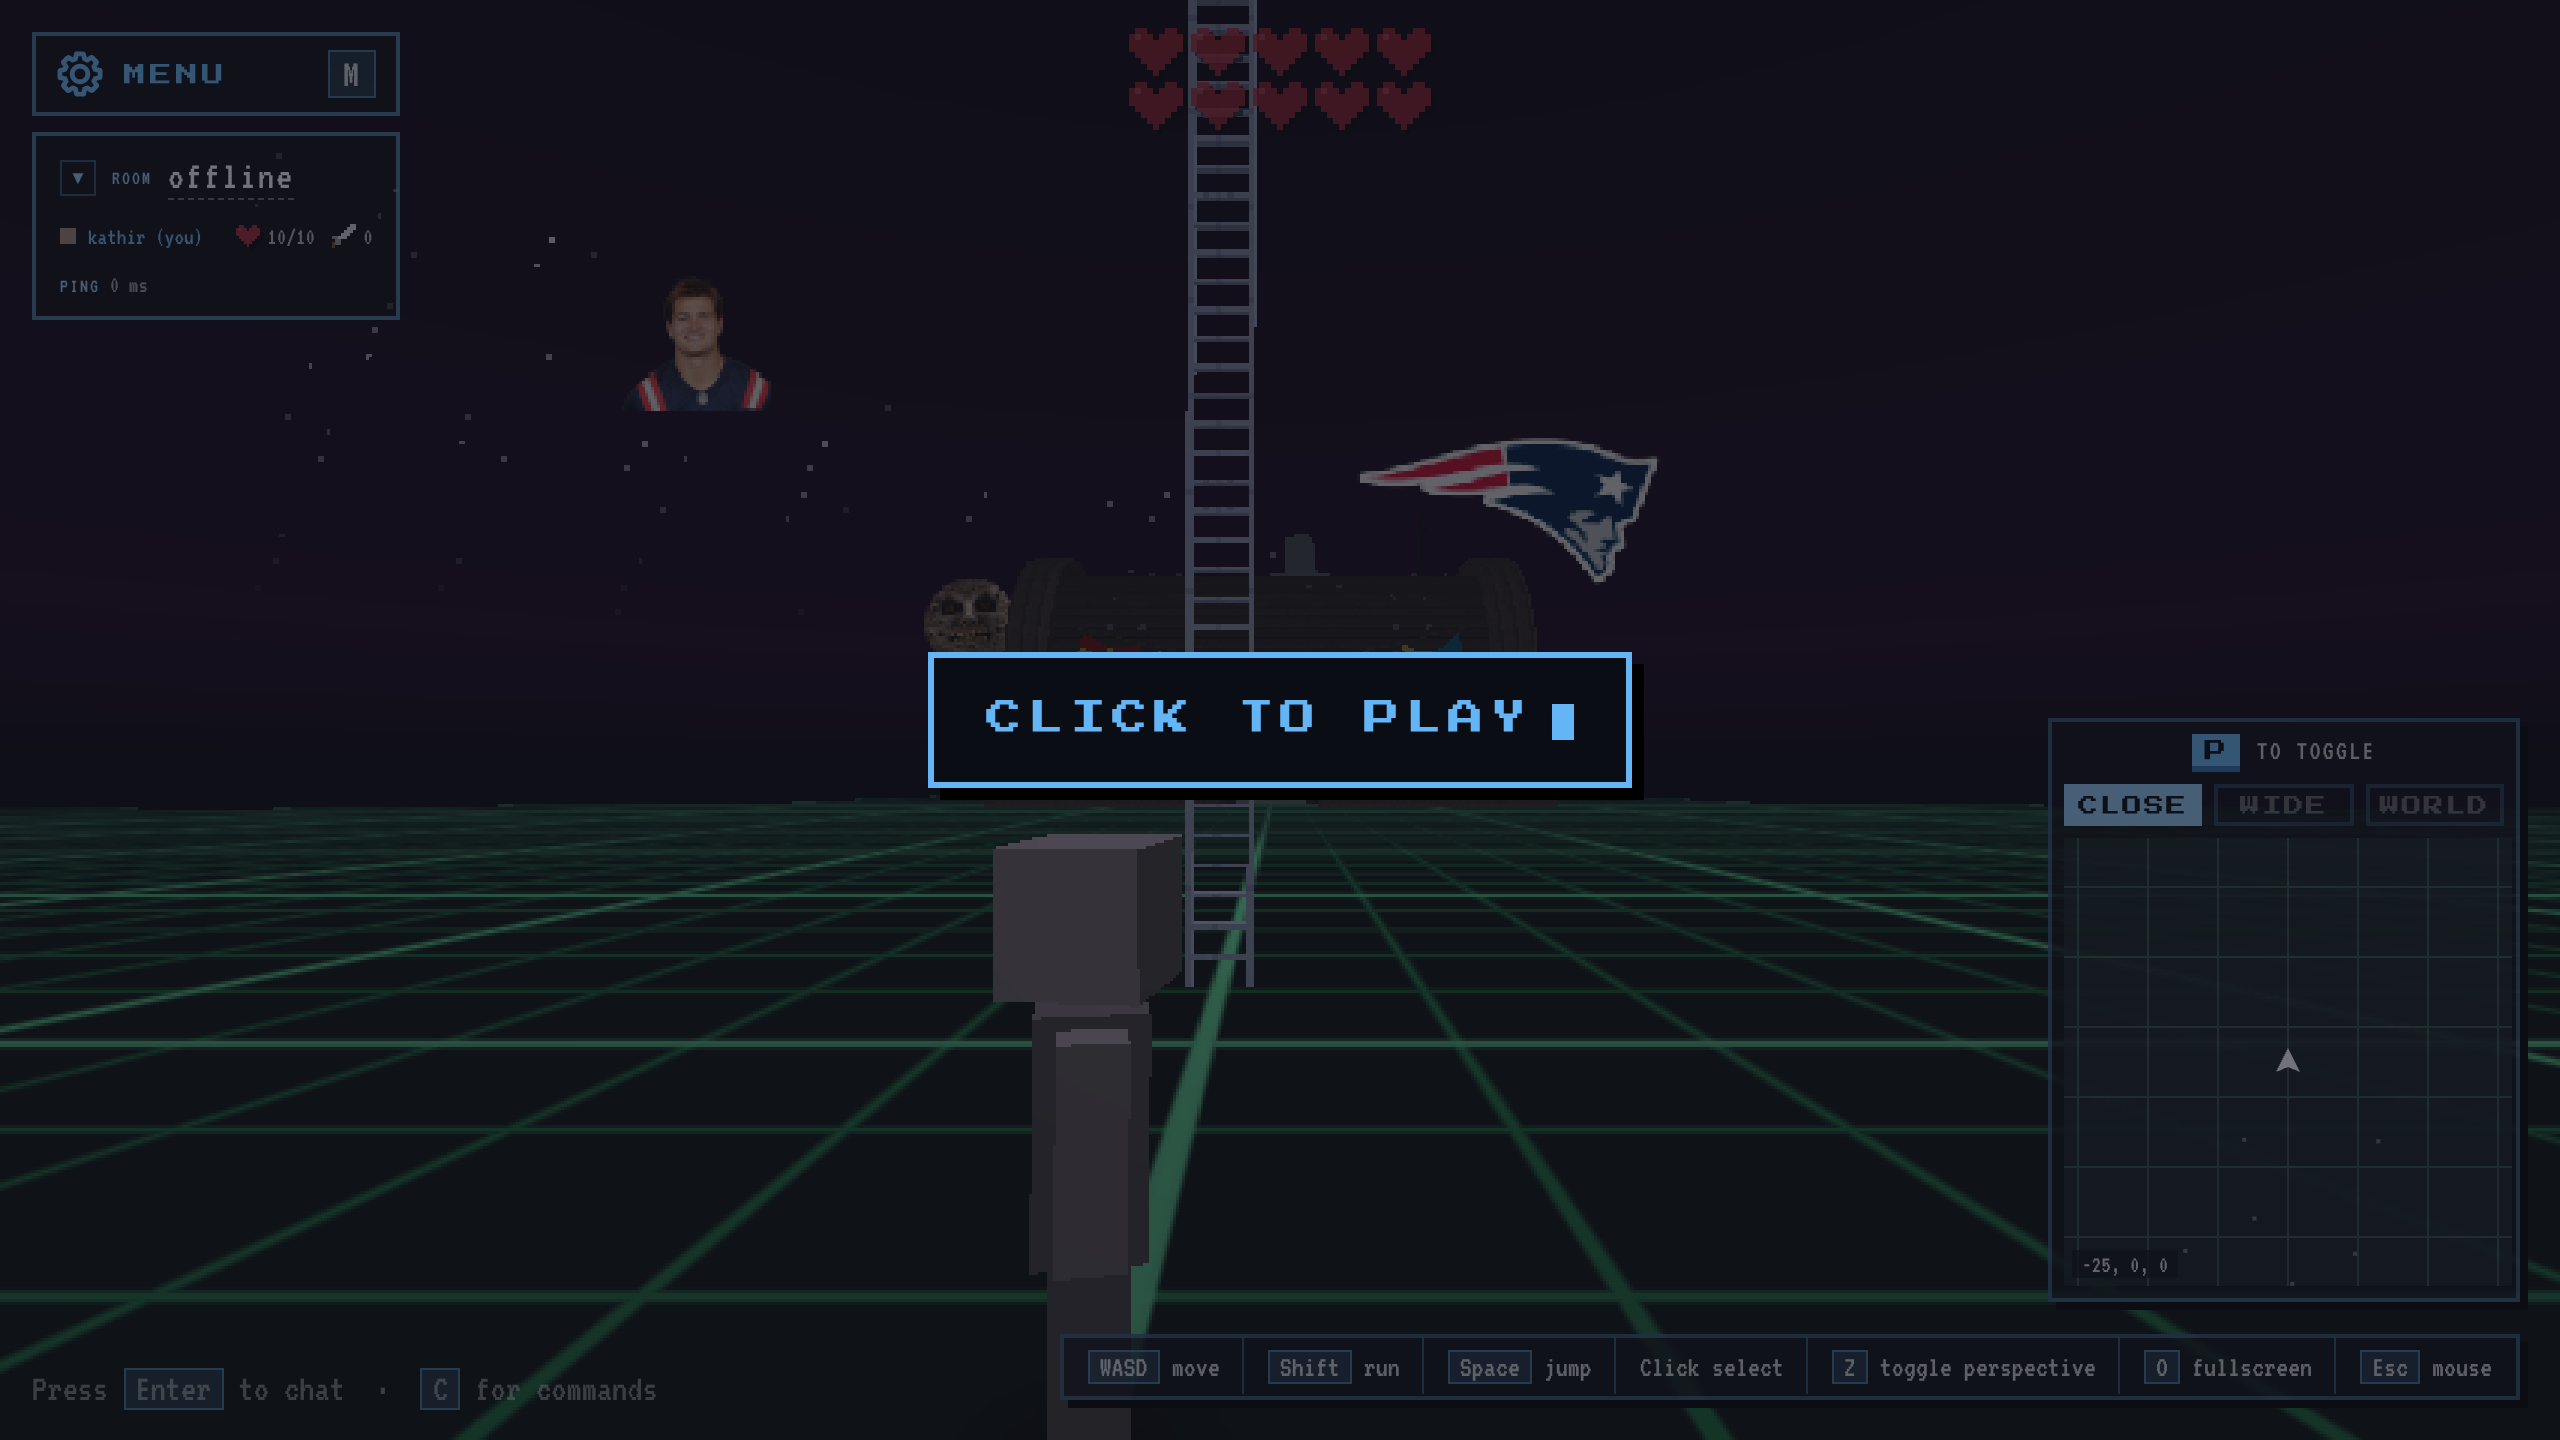 MENU M
▼ ROOM offline
kathir (you) 10/10 0
PING 0 ms
CLICK TO PLAY
P TO TOGGLE
CLOSE WIDE WORLD
-25, 0, 0
WASD move Shift run Space jump Click select Z toggle perspective O fullscreen Esc mouse
Press Enter to chat · C for commands